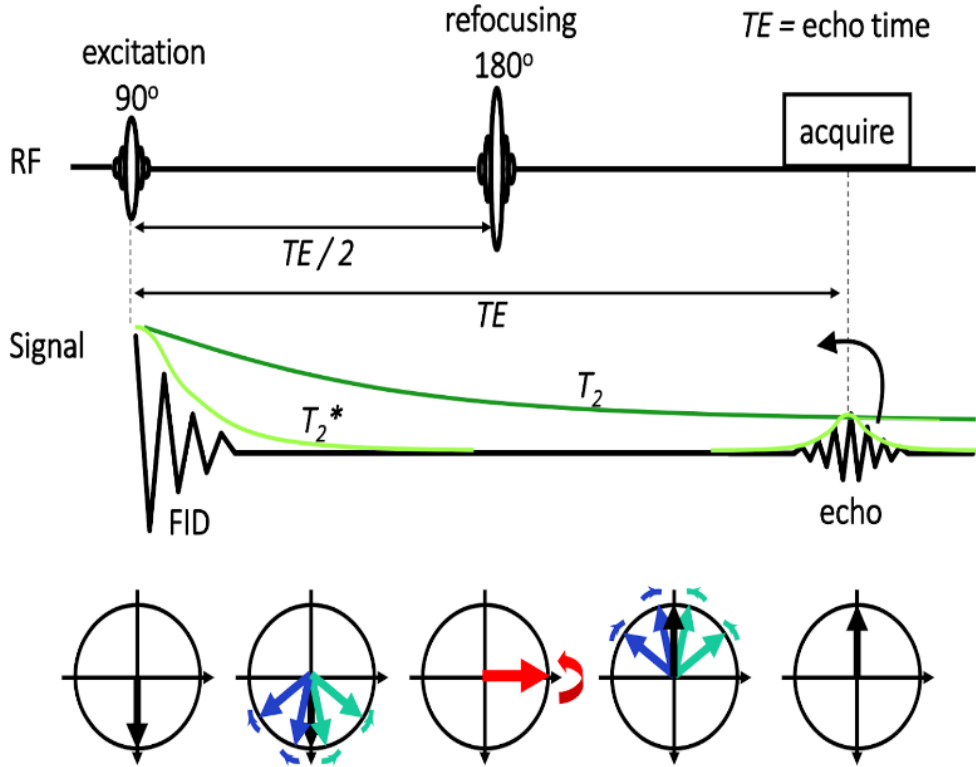 refocusing
180°
TE = echo time
excitation
90°
acquire
RF
TE / 2
TE
Signal
T₂
T₂*
FID
echo